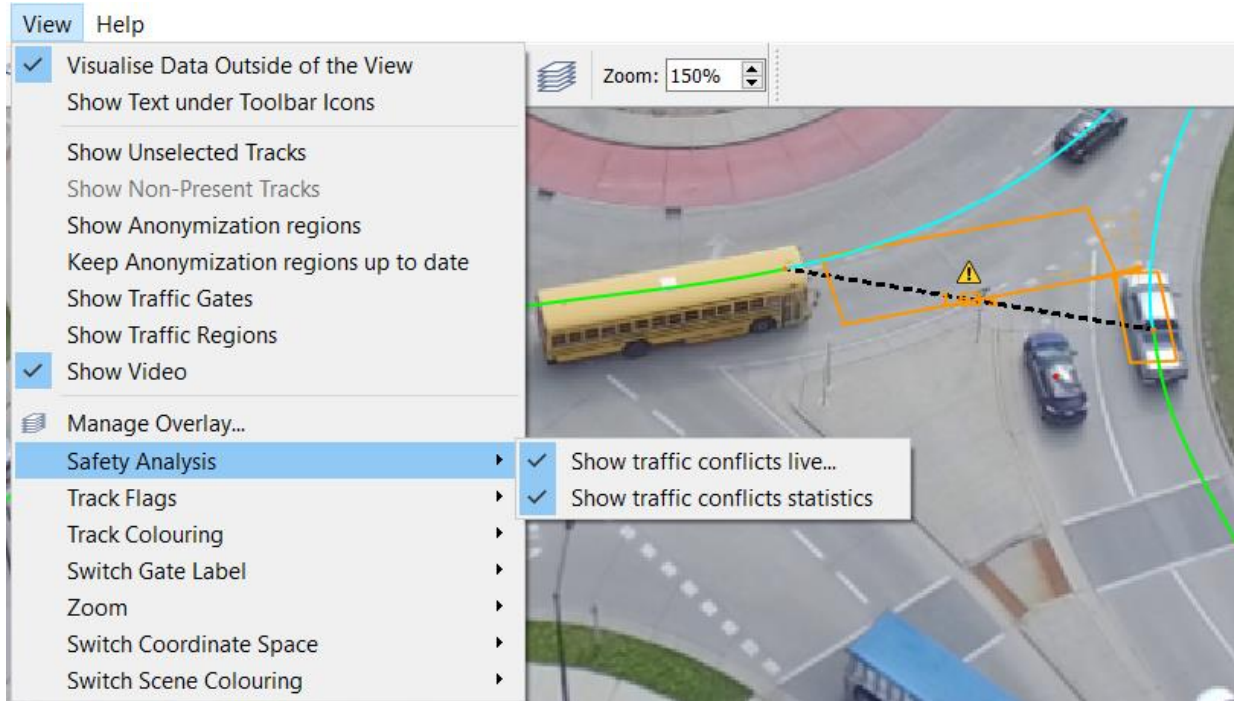 View Help
Visualise Data Outside of the View
Zoom: 150%
Show Text under Toolbar Icons
Show Unselected Tracks
Show Non-Present Tracks
Show Anonymization regions
Keep Anonymization regions up to date
Show Traffic Gates
Show Traffic Regions
Show Video
Manage Overlay...
Safety Analysis
Show traffic conflicts live...
Track Flags
Show traffic conflicts statistics
Track Colouring
Switch Gate Label
Zoom
Switch Coordinate Space
Switch Scene Colouring